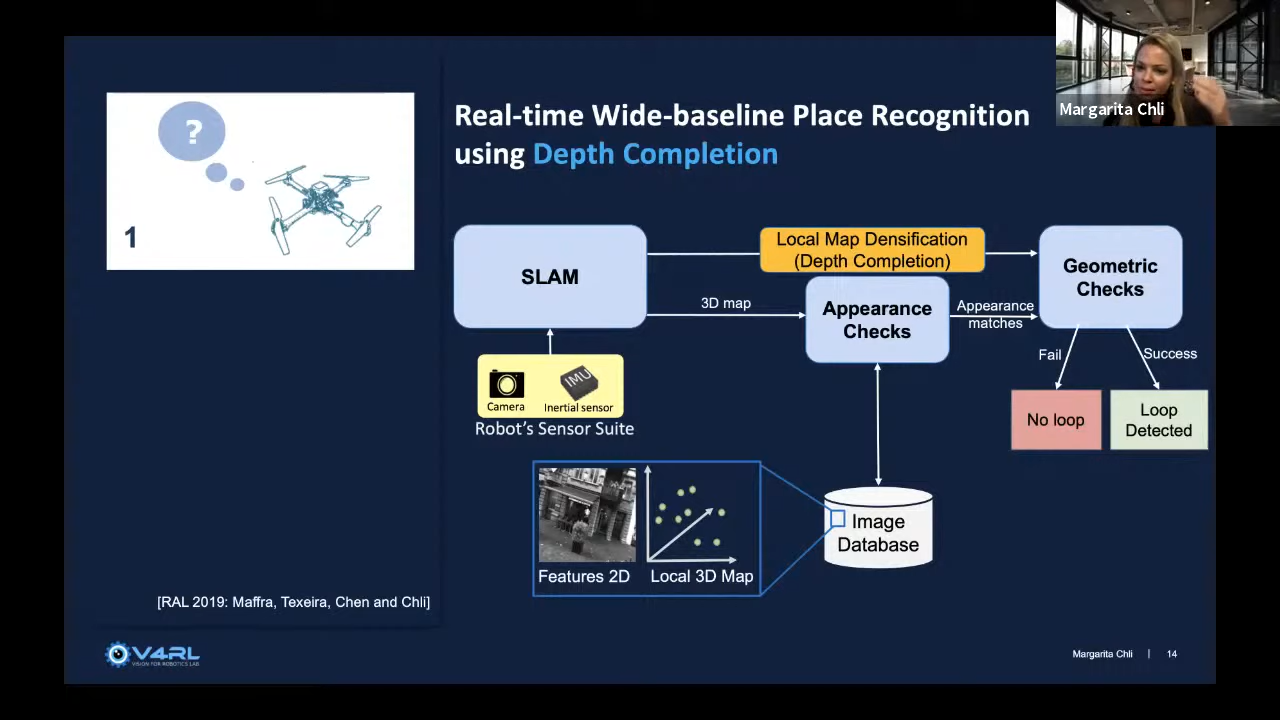 Margarita Chli
?
1
Real-time Wide-baseline Place Recognition
using Depth Completion
SLAM
Local Map Densification
(Depth Completion)
Geometric
Checks
3D map
Appearance
Checks
Appearance
matches
Fail
Success
No loop
Loop
Detected
IMU
Camera
Inertial sensor
Robot's Sensor Suite
Image
Database
Features 2D
Local 3D Map
[RAL 2019: Maffra, Texeira, Chen and Chli]
V4RL
VISION FOR ROBOTICS LAB
Margarita Chli | 14